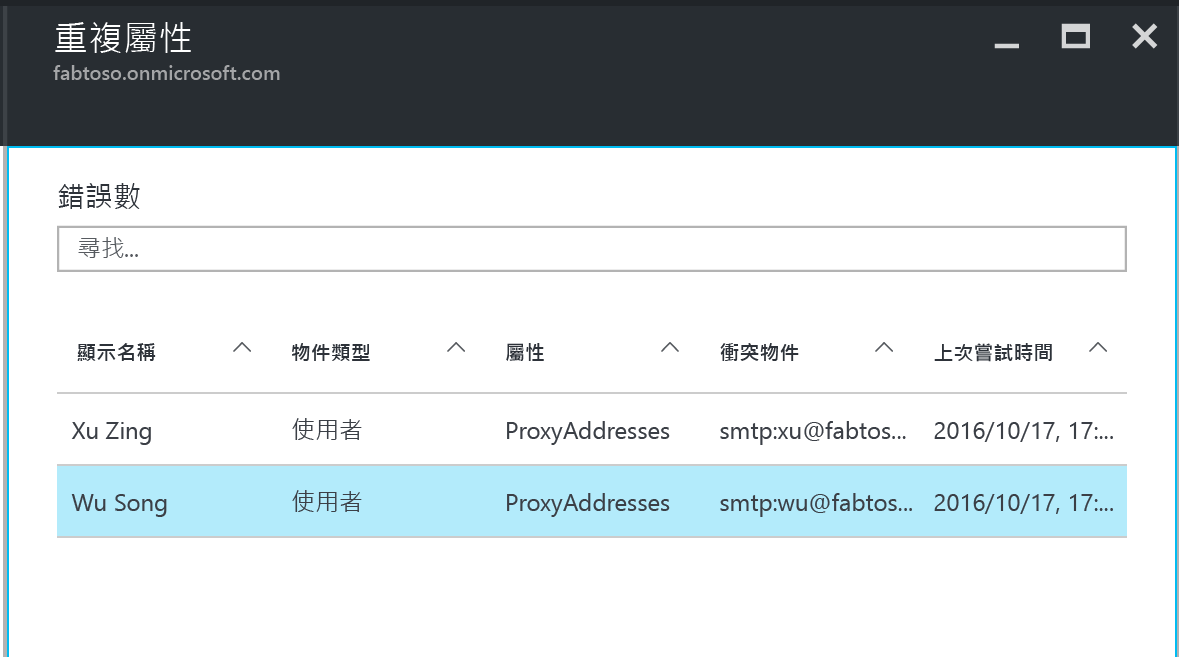 重複屬性
fabtoso.onmicrosoft.com
錯誤數
尋找...
顯示名稱 物件類型 屬性 衝突物件 上次嘗試時間
Xu Zing 使用者 ProxyAddresses smtp:xu@fabtos... 2016/10/17, 17:...
Wu Song 使用者 ProxyAddresses smtp:wu@fabtos... 2016/10/17, 17:...